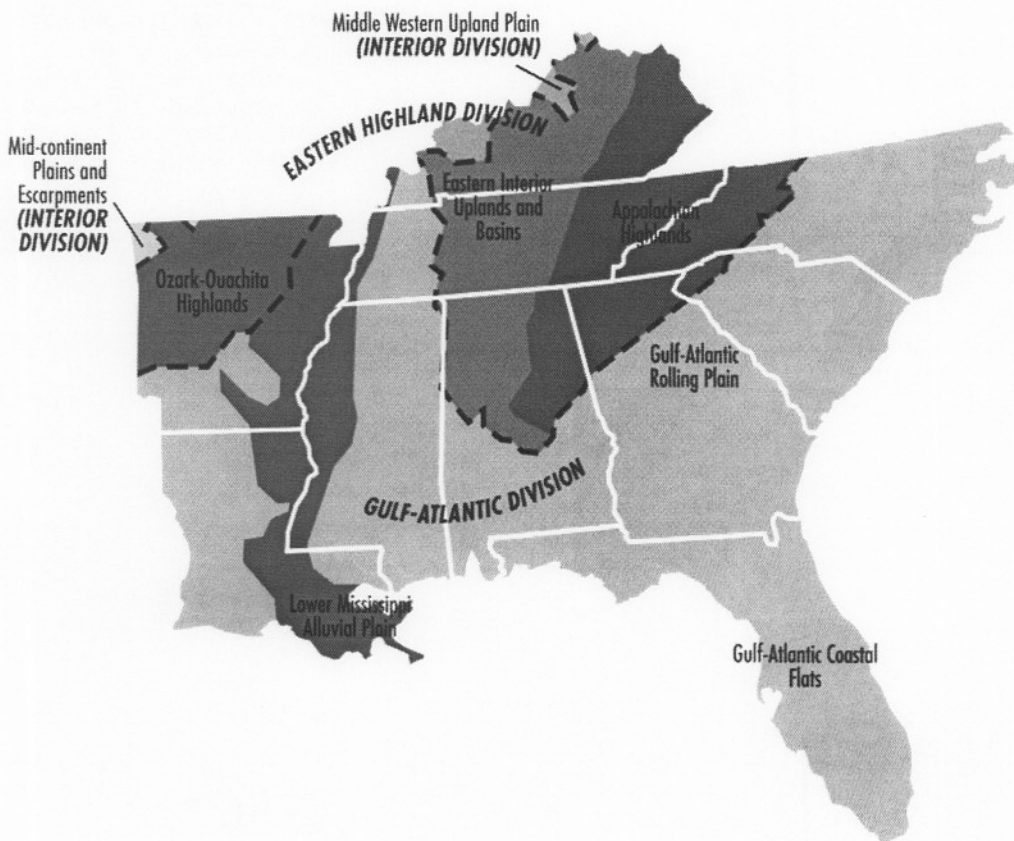 Middle Western Upland Plain
(INTERIOR DIVISION)
EASTERN HIGHLAND DIVISION
Mid-continent
Plains and
Escarpments
(INTERIOR
DIVISION)
Eastern Interior
Uplands and
Basins
Appalachian
Highlands
Ozark-Ouachita
Highlands
Gulf-Atlantic
Rolling Plain
GULF-ATLANTIC DIVISION
Lower Mississippi
Alluvial Plain
Gulf-Atlantic Coastal
Flats